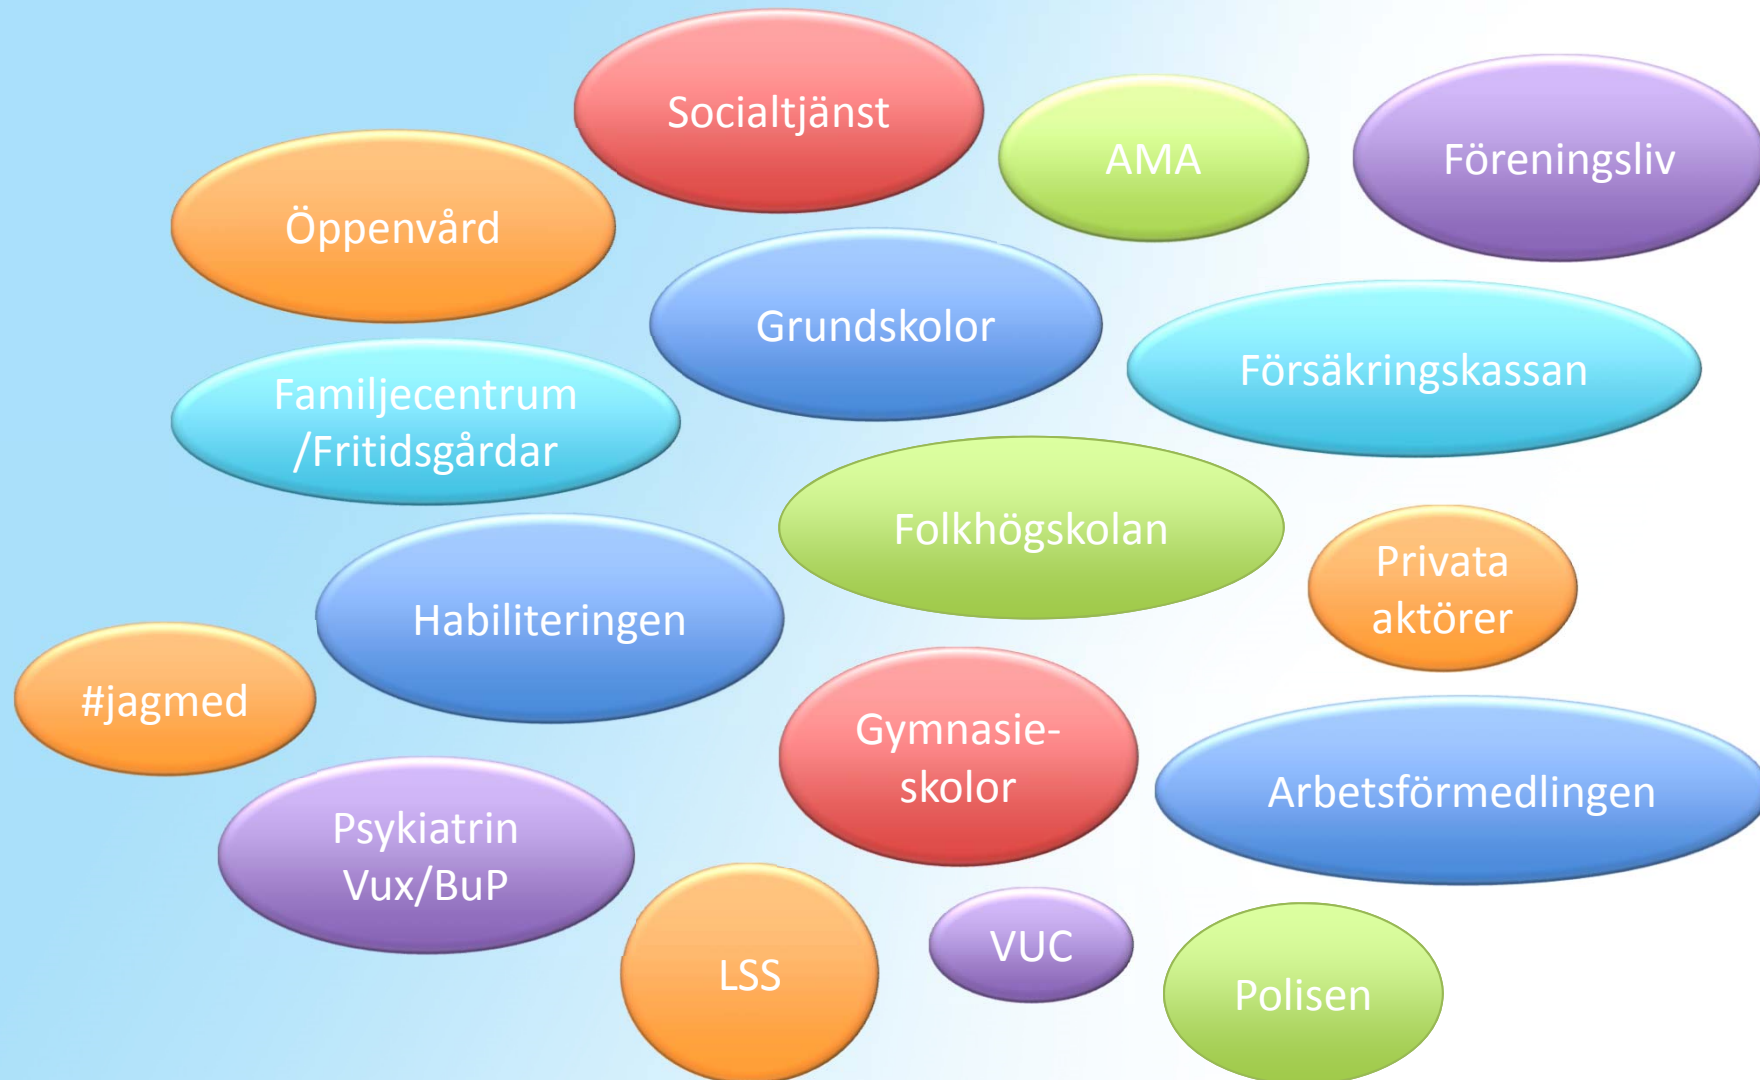 Socialtjänst
AMA
Föreningsliv
Öppenvård
Grundskolor
Försäkringskassan
Familjecentrum
/Fritidsgårdar
Folkhögskolan
Privata
aktörer
Habiliteringen
#jagmed
Gymnasie-
skolor
Arbetsförmedlingen
Psykiatrin
Vux/BuP
LSS
VUC
Polisen